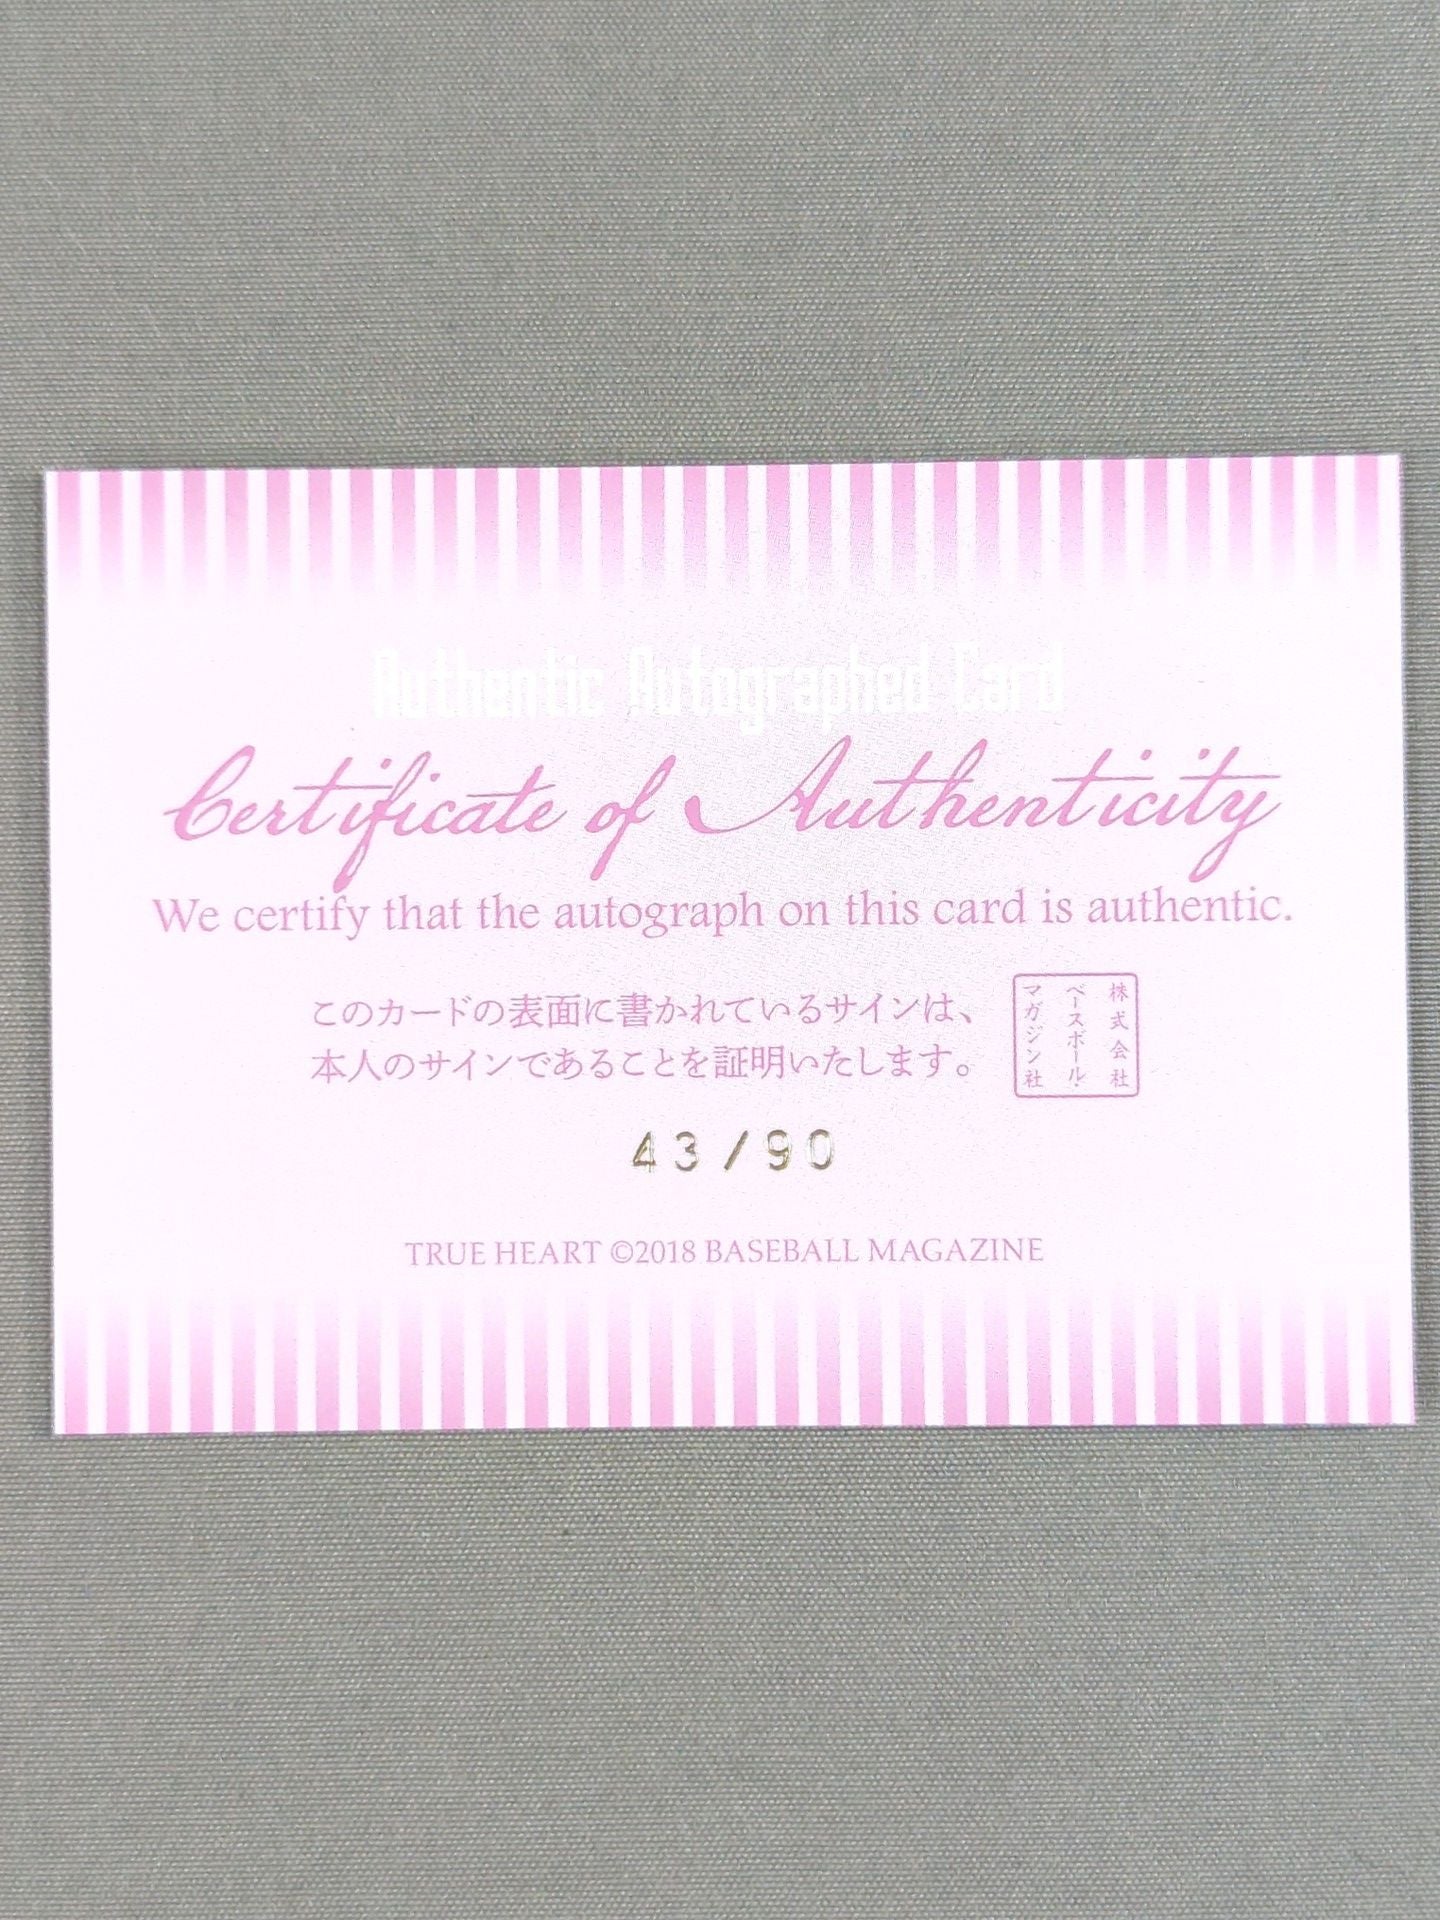 Authentic Autographed Card
Certificate of Authenticity
We certify that the autograph on this card is authentic.
このカードの表面に書かれているサインは、
本人のサインであることを証明いたします。
株式会社
ベースボール・
マガジン社
43/90
TRUE HEART ©2018 BASEBALL MAGAZINE